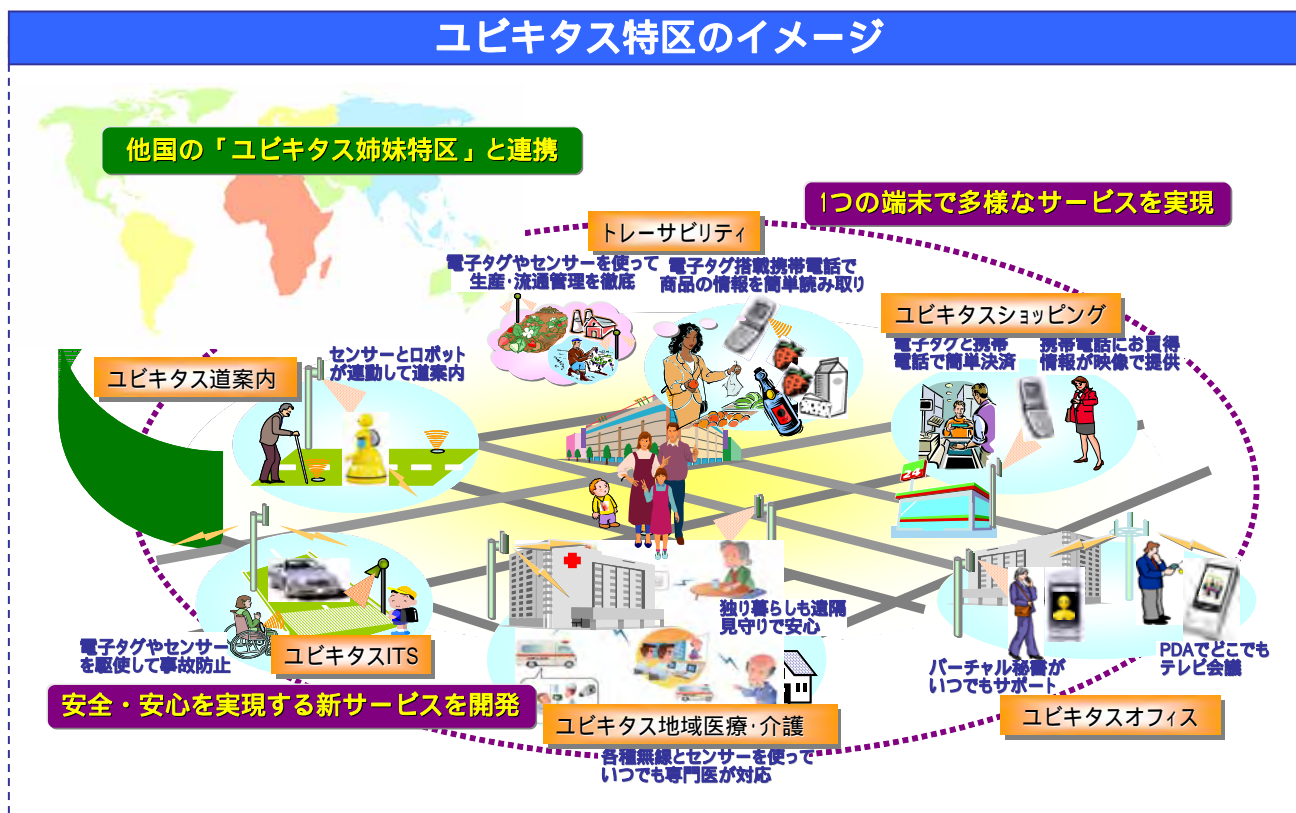 ユビキタス特区のイメージ
他国の「ユビキタス姉妹特区」と連携
1つの端末で多様なサービスを実現
トレーサビリティ
電子タグやセンサーを使って
生産・流通管理を徹底
電子タグ搭載携帯電話で
商品の情報を簡単読み取り
ユビキタスショッピング
電子タグと携帯
電話で簡単決済
携帯電話にお買得
情報が映像で提供
ユビキタス道案内
センサーとロボット
が連動して道案内
24
独り暮らしも遠隔
見守りで安心
電子タグやセンサー
を駆使して事故防止
ユビキタスITS
安全・安心を実現する新サービスを開発
ユビキタス地域医療・介護
各種無線とセンサーを使って
いつでも専門医が対応
バーチャル秘書が
いつでもサポート
PDAでどこでも
テレビ会議
ユビキタスオフィス